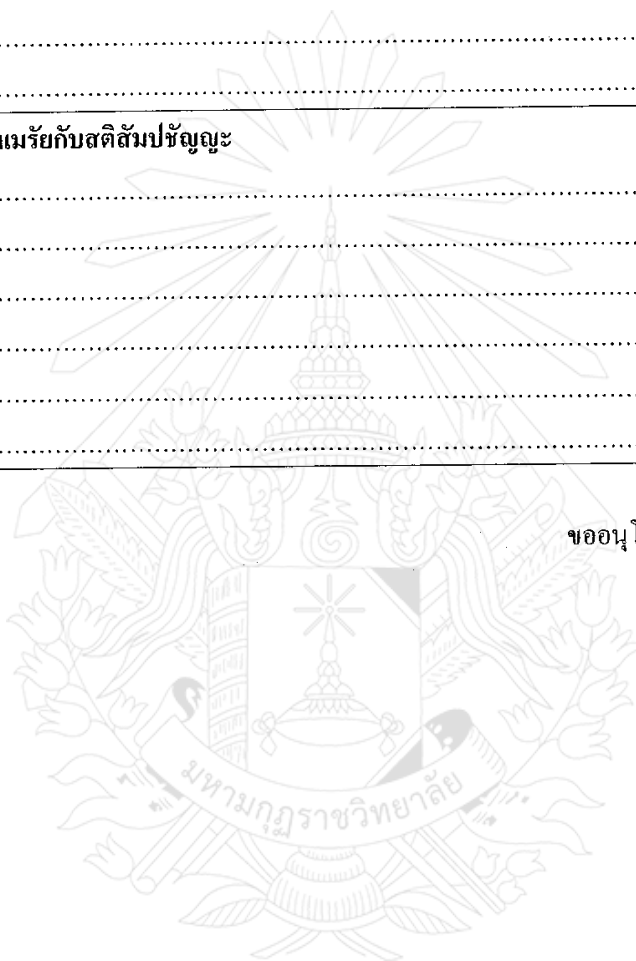 เมรัยกับสติสัมปชัญญะ
ขออนุโ
มหามกุฏราชวิทยาลัย